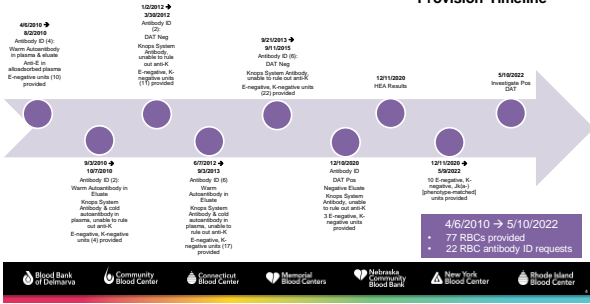 Provision Timeline
4/6/2010 →
8/2/2010
Antibody ID (4):
Warm Autoantibody
in plasma & eluate
Anti-E in
alloadsorbed plasma
E-negative units (10)
provided
1/2/2012 →
3/30/2012
Antibody ID
(2):
DAT Neg
Knops System
Antibody,
unable to rule
out anti-K
E-negative, K-
negative units
(11) provided
9/21/2013 →
9/11/2015
Antibody ID (6):
DAT Neg
Knops System Antibody,
unable to rule out anti-K
E-negative, K-negative units
(22) provided
12/11/2020
HEA Results
5/10/2022
Investigate Pos
DAT
9/3/2010 →
10/7/2010
Antibody ID (2):
Warm Autoantibody in
Eluate
Knops System
Antibody & cold
autoantibody in
plasma, unable to rule
out anti-K
E-negative, K-negative
units (4) provided
6/7/2012 →
9/3/2013
Antibody ID (6)
Warm
Autoantibody in
Eluate
Knops System
Antibody & cold
autoantibody in
plasma, unable to
rule out anti-K
E-negative, K-
negative units (17)
provided
12/10/2020
Antibody ID
DAT Pos
Negative Eluate
Knops System
Antibody, unable
to rule out anti-K
3 E-negative, K-
negative units
provided
12/11/2020 →
5/9/2022
10 E-negative, K-
negative, Jk(a-)
[phenotype-matched]
units provided
4/6/2010 → 5/10/2022
• 77 RBCs provided
• 22 RBC antibody ID requests
Blood Bank
of Delmarva
Community
Blood Center
Connecticut
Blood Center
Memorial
Blood Centers
Nebraska
Community
Blood Bank
New York
Blood Center
Rhode Island
Blood Center